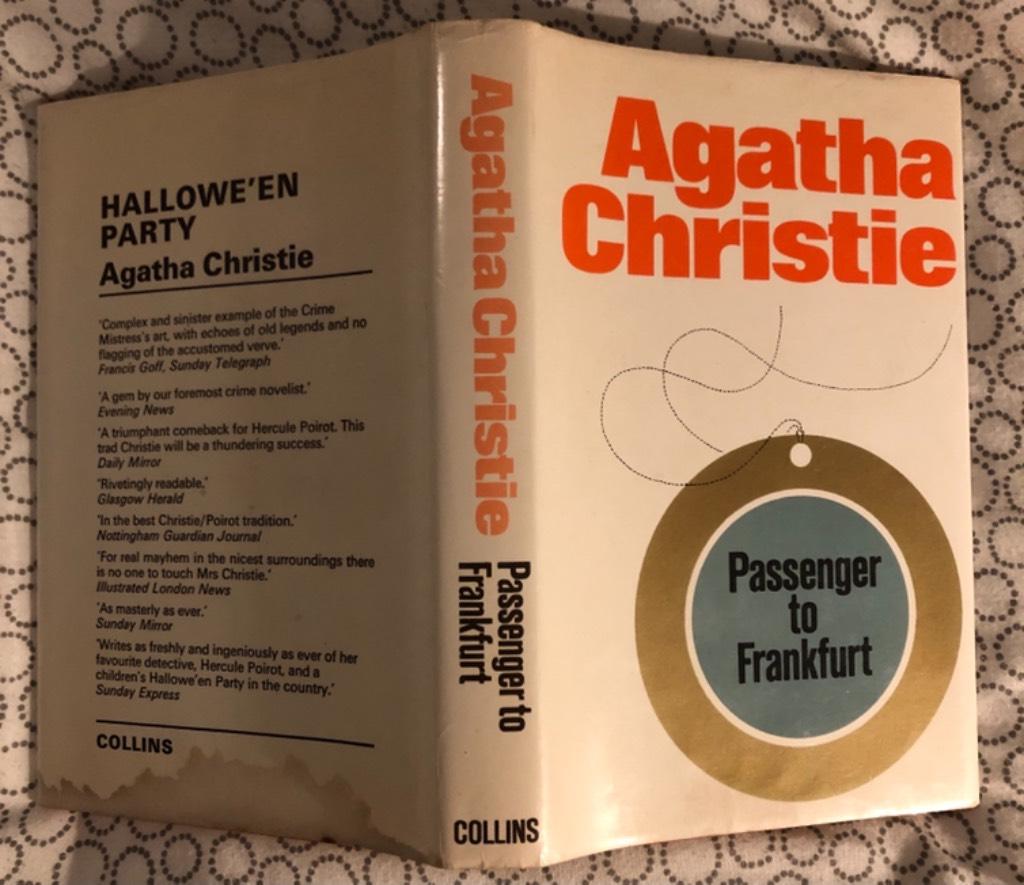 HALLOWE'EN
PARTY
Agatha Christie
'Complex and sinister example of the Crime
Mistress's art, with echoes of old legends and no
flagging of the accustomed verve.'
Francis Goff, Sunday Telegraph
'A gem by our foremost crime novelist.'
Evening News
'A triumphant comeback for Hercule Poirot. This
trad Christie will be a thundering success.'
Daily Mirror
'Rivetingly readable.'
Glasgow Herald
'In the best Christie/Poirot tradition.'
Nottingham Guardian Journal
'For real mayhem in the nicest surroundings there
is no one to touch Mrs Christie.'
Illustrated London News
'As masterly as ever.'
Sunday Mirror
'Writes as freshly and ingeniously as ever of her
favourite detective, Hercule Poirot, and a
children's Hallowe'en Party in the country.'
Sunday Express
COLLINS
Agatha Christie
Passenger to
Frankfurt
COLLINS
Agatha
Christie
Passenger
to
Frankfurt